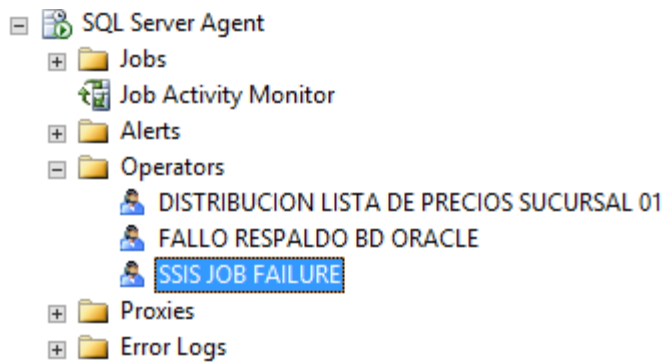 SQL Server Agent
Jobs
Job Activity Monitor
Alerts
Operators
DISTRIBUCION LISTA DE PRECIOS SUCURSAL 01
FALLO RESPALDO BD ORACLE
SSIS JOB FAILURE
Proxies
Error Logs